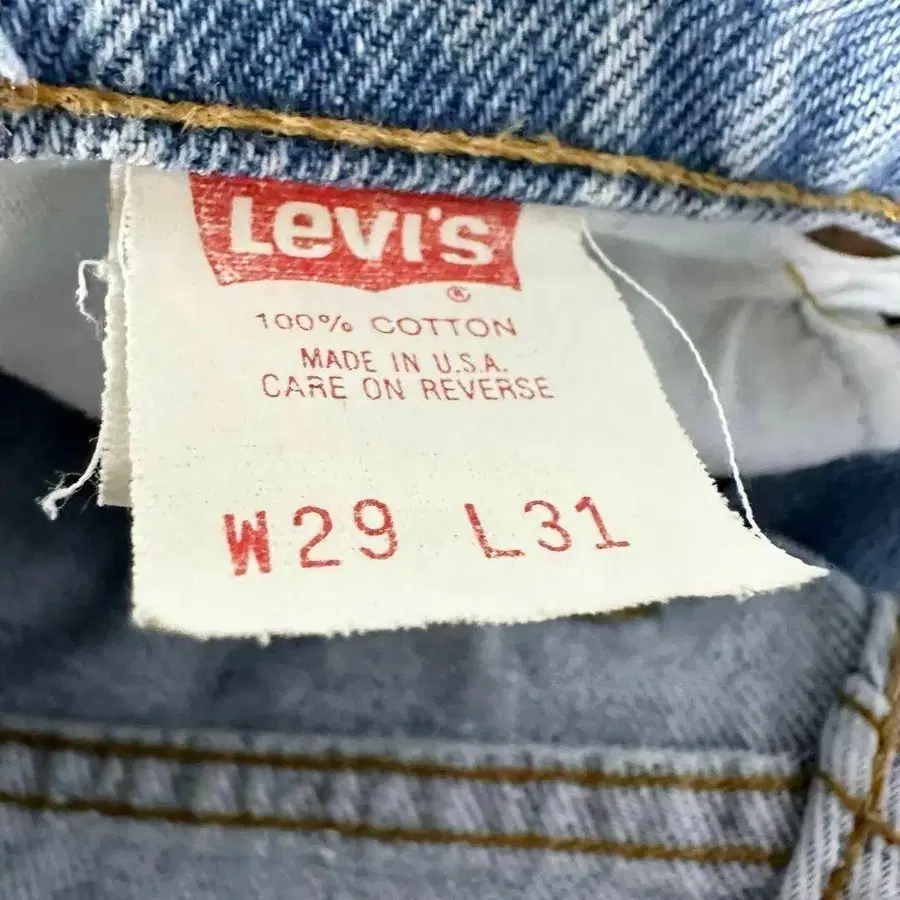 Levi's
®
100% COTTON
MADE IN U.S.A.
CARE ON REVERSE
W29 L31